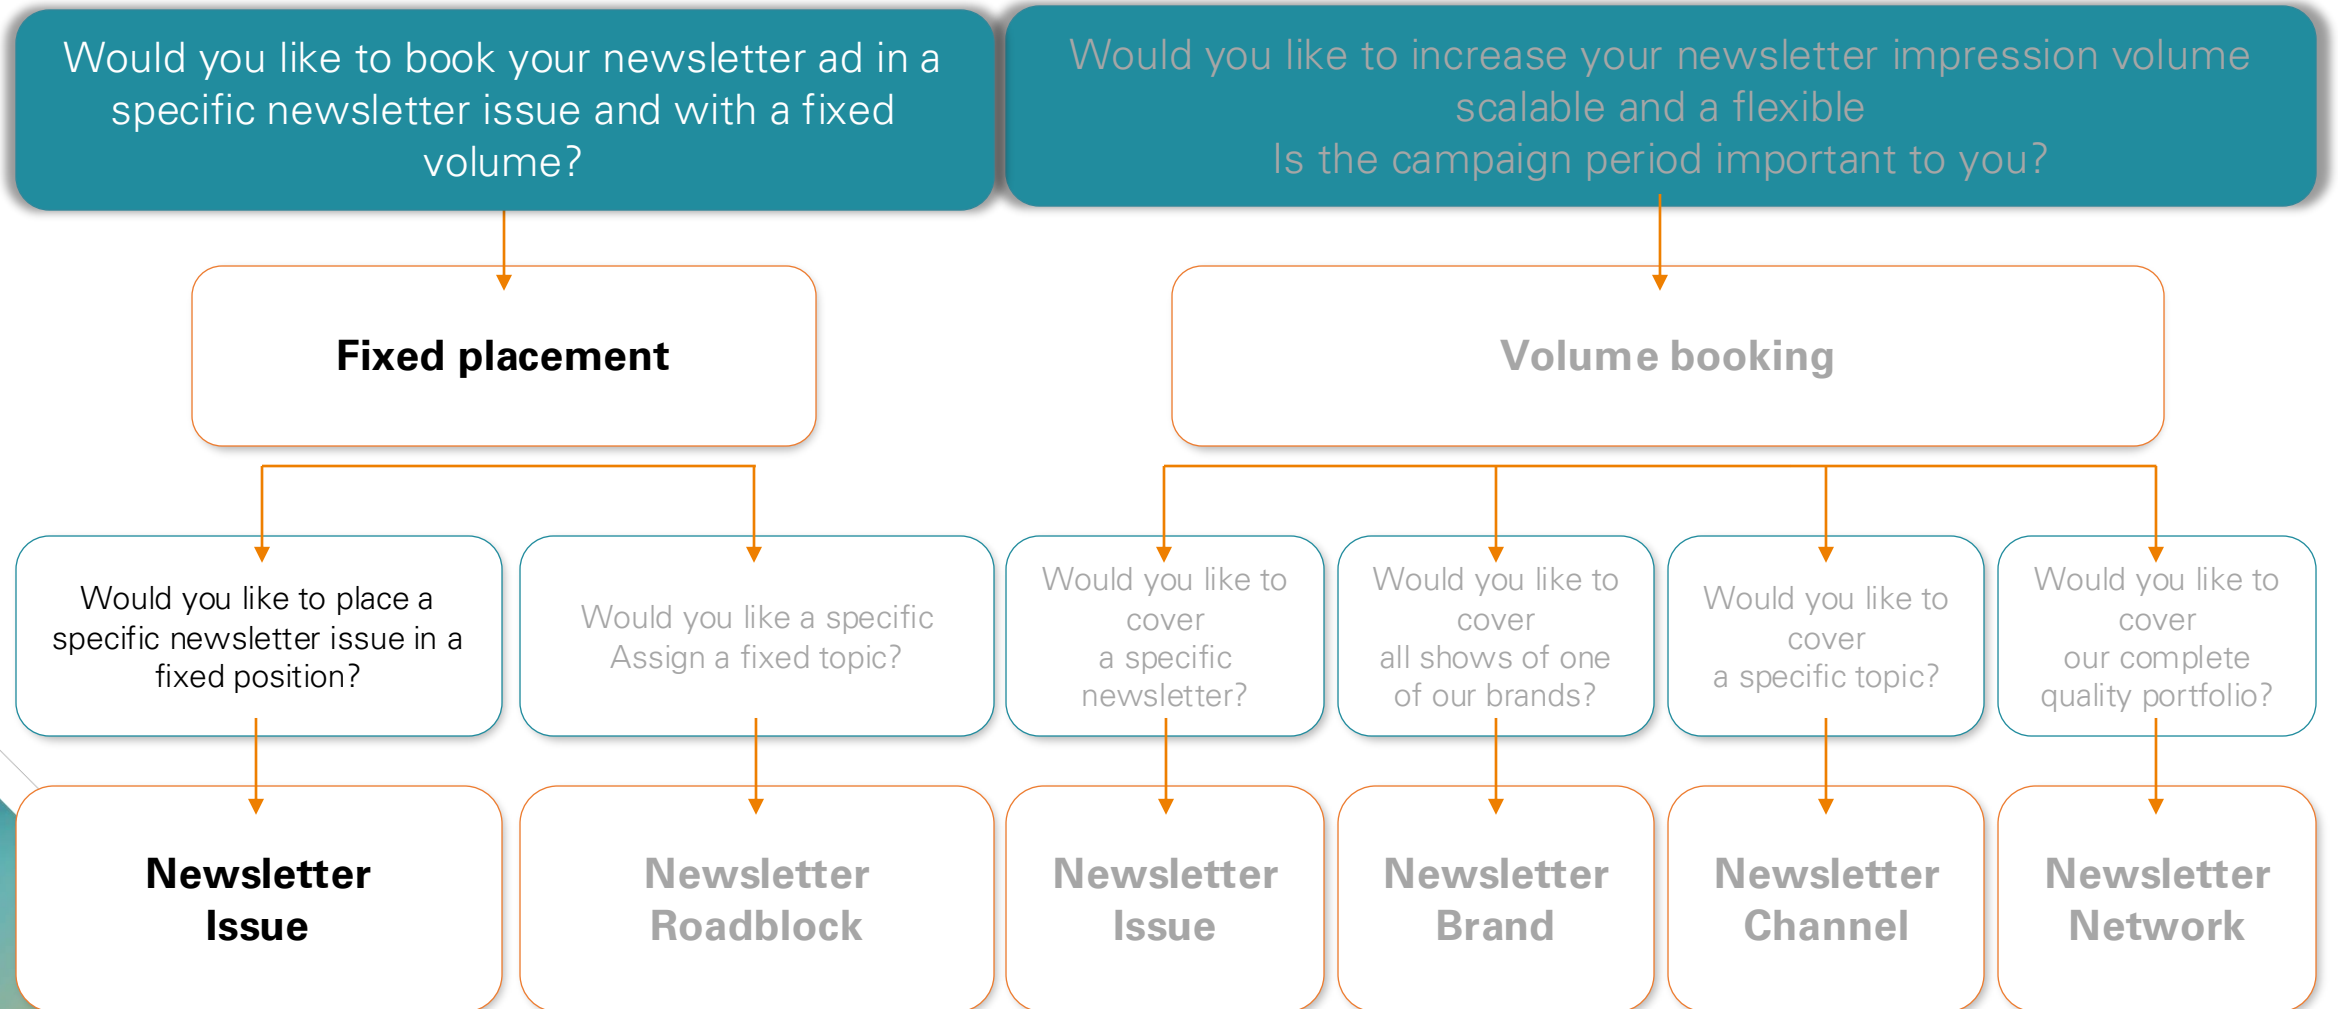 Would you like to book your newsletter ad in a
specific newsletter issue and with a fixed
volume?
Would you like to increase your newsletter impression volume
scalable and a flexible
Is the campaign period important to you?
Fixed placement
Volume booking
Would you like to place a
specific newsletter issue in a
fixed position?
Would you like a specific
Assign a fixed topic?
Would you like to
cover
a specific
newsletter?
Would you like to
cover
all shows of one
of our brands?
Would you like to
cover
a specific topic?
Would you like to
cover
our complete
quality portfolio?
Newsletter
Issue
Newsletter
Roadblock
Newsletter
Issue
Newsletter
Brand
Newsletter
Channel
Newsletter
Network